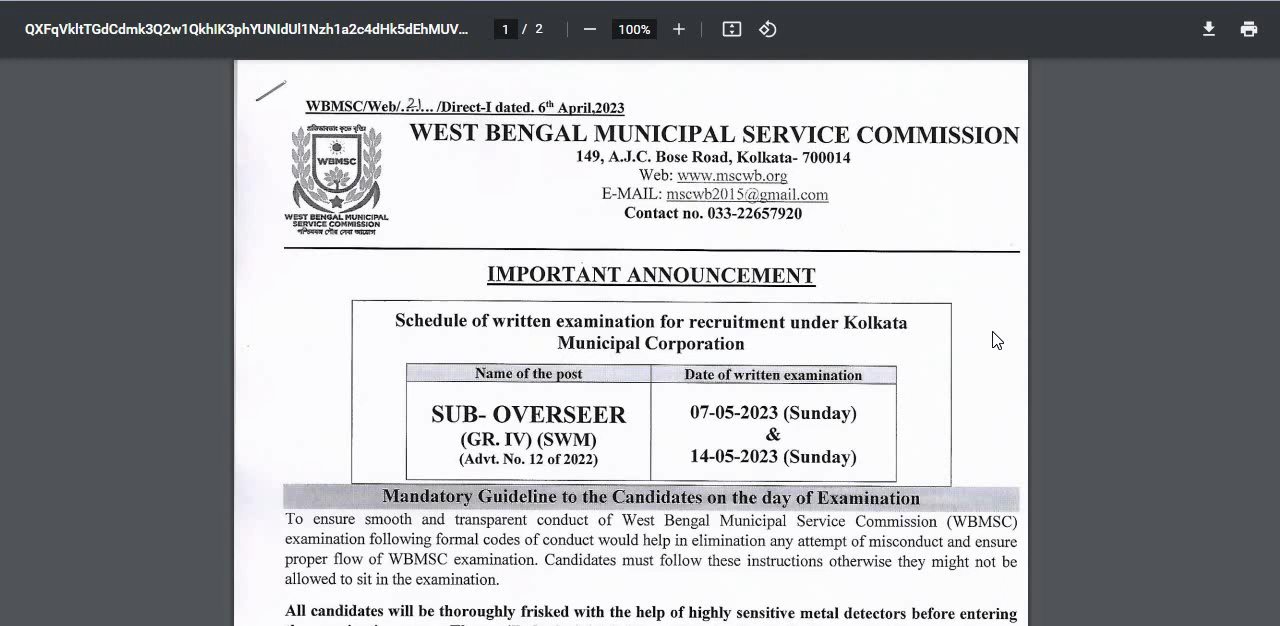 QXFqVkltTGdCdmk3Q2w1QkhIK3phYUNIdUl1Nzh1a2c4dHk5dEhMUV...
1 / 2
100%
WBMSC/Web/.21... /Direct-I dated. 6th April,2023
WBMSC
WEST BENGAL MUNICIPAL
SERVICE COMMISSION
WEST BENGAL MUNICIPAL SERVICE COMMISSION
149, A.J.C. Bose Road, Kolkata- 700014
Web: www.mscwb.org
E-MAIL: mscwb2015@gmail.com
Contact no. 033-22657920
IMPORTANT ANNOUNCEMENT
Schedule of written examination for recruitment under Kolkata
Municipal Corporation
Name of the post
Date of written examination
SUB- OVERSEER
(GR. IV) (SWM)
(Advt. No. 12 of 2022)
07-05-2023 (Sunday)
&
14-05-2023 (Sunday)
Mandatory Guideline to the Candidates on the day of Examination
To ensure smooth and transparent conduct of West Bengal Municipal Service Commission (WBMSC)
examination following formal codes of conduct would help in elimination any attempt of misconduct and ensure
proper flow of WBMSC examination. Candidates must follow these instructions otherwise they might not be
allowed to sit in the examination.
All candidates will be thoroughly frisked with the help of highly sensitive metal detectors before entering